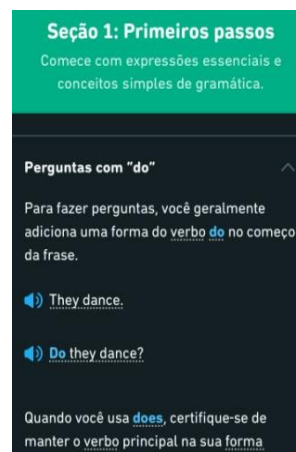 Seção 1: Primeiros passos
Comece com expressões essenciais e
conceitos simples de gramática.
Perguntas com "do"
Para fazer perguntas, você geralmente
adiciona uma forma do verbo do no começo
da frase.
They dance.
Do they dance?
Quando você usa does, certifique-se de
manter o verbo principal na sua forma